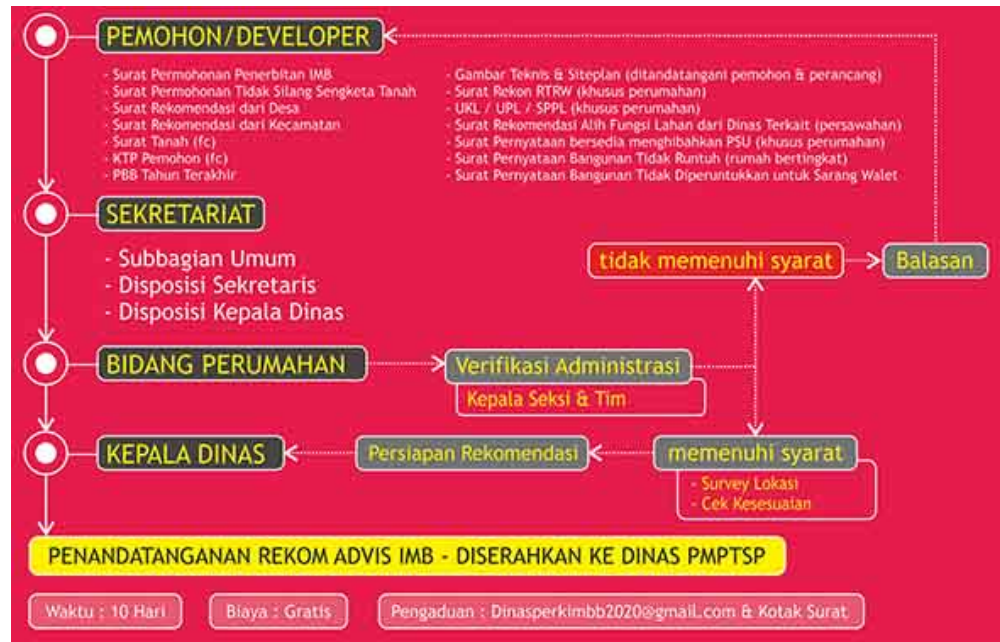 PEMOHON/DEVELOPER
- Surat Permohonan Penerbitan IMB
- Surat Permohonan Tidak Silang Sengketa Tanah
- Surat Rekomendasi dari Desa
- Surat Rekomendasi dari Kecamatan
- Surat Tanah (fc)
- KTP Pemohon (fc)
- PBB Tahun Terakhir
- Gambar Teknis & Siteplan (ditandatangani pemohon & perancang)
- Surat Rekon RTRW (khusus perumahan)
- UKL / UPL / SPPL (khusus perumahan)
- Surat Rekomendasi Alih Fungsi Lahan dari Dinas Terkait (persawahan)
- Surat Pernyataan bersedia menghibahkan PSU (khusus perumahan)
- Surat Pernyataan Bangunan Tidak Runtuh (rumah bertingkat)
- Surat Pernyataan Bangunan Tidak Diperuntukkan untuk Sarang Walet
SEKRETARIAT
- Subbagian Umum
- Disposisi Sekretaris
- Disposisi Kepala Dinas
tidak memenuhi syarat
Balasan
BIDANG PERUMAHAN
Verifikasi Administrasi
Kepala Seksi & Tim
KEPALA DINAS
Persiapan Rekomendasi
memenuhi syarat
- Survey Lokasi
- Cek Kesesuaian
PENANDATANGANAN REKOM ADVIS IMB - DISERAHKAN KE DINAS PMPTSP
Waktu : 10 Hari
Biaya : Gratis
Pengaduan : Dinasperkimbb2020@gmail.com & Kotak Surat